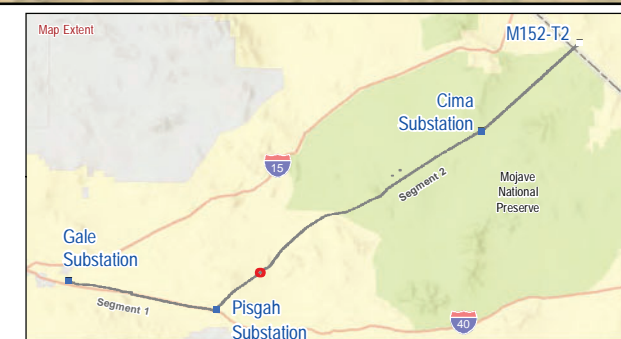 Map Extent
M152-T2
Cima
Substation
15
Segment 2
Mojave
National
Preserve
Gale
Substation
Segment 1
Pisgah
Substation
40